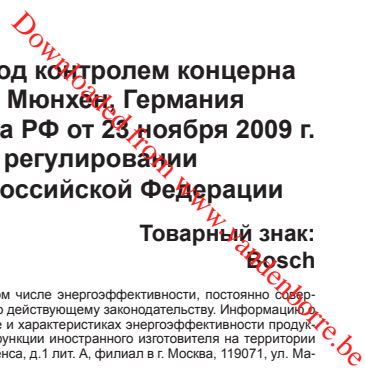 од контролем концерна
Мюнхен, Германия
а РФ от 23 ноября 2009 г.
регулировании
оссийской Федерации
Товарный знак:
Bosch
ом числе энергоэффективности, постоянно совер-
о действующему законодательству. Информацию о
е и характеристиках энергоэффективности продук-
функции иностранного изготовителя на территории
енса, д.1 лит. А, филиал в г. Москва, 119071, ул. Ма-
Downloaded from www.vandenborre.be